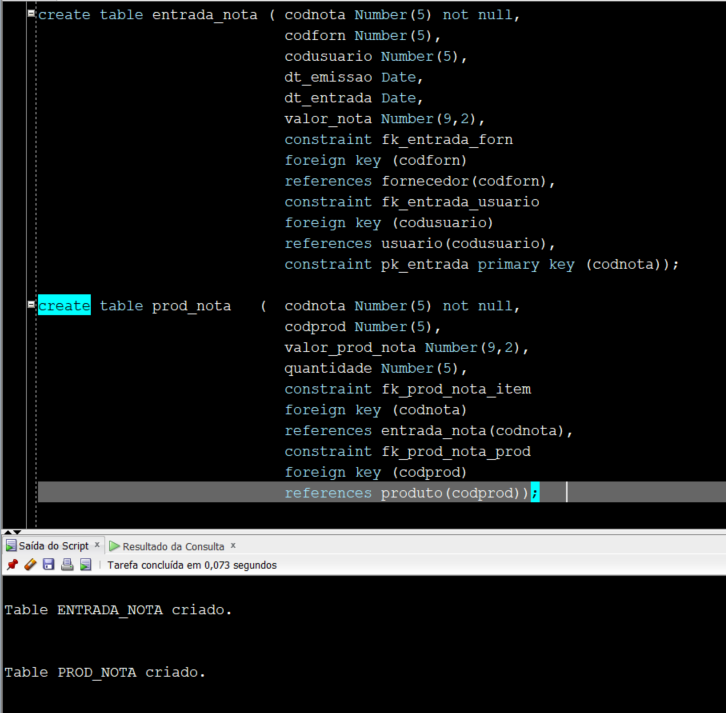 create table entrada_nota ( codnota Number(5) not null,
codforn Number(5),
codusuario Number(5),
dt_emissao Date,
dt_entrada Date,
valor_nota Number(9,2),
constraint fk_entrada_forn
foreign key (codforn)
references fornecedor(codforn),
constraint fk_entrada_usuario
foreign key (codusuario)
references usuario(codusuario),
constraint pk_entrada primary key (codnota));
create table prod_nota ( codnota Number(5) not null,
codprod Number(5),
valor_prod_nota Number(9,2),
quantidade Number(5),
constraint fk_prod_nota_item
foreign key (codnota)
references entrada_nota(codnota),
constraint fk_prod_nota_prod
foreign key (codprod)
references produto(codprod));
Saída do Script x Resultado da Consulta x
Tarefa concluída em 0,073 segundos
Table ENTRADA_NOTA criado.
Table PROD_NOTA criado.